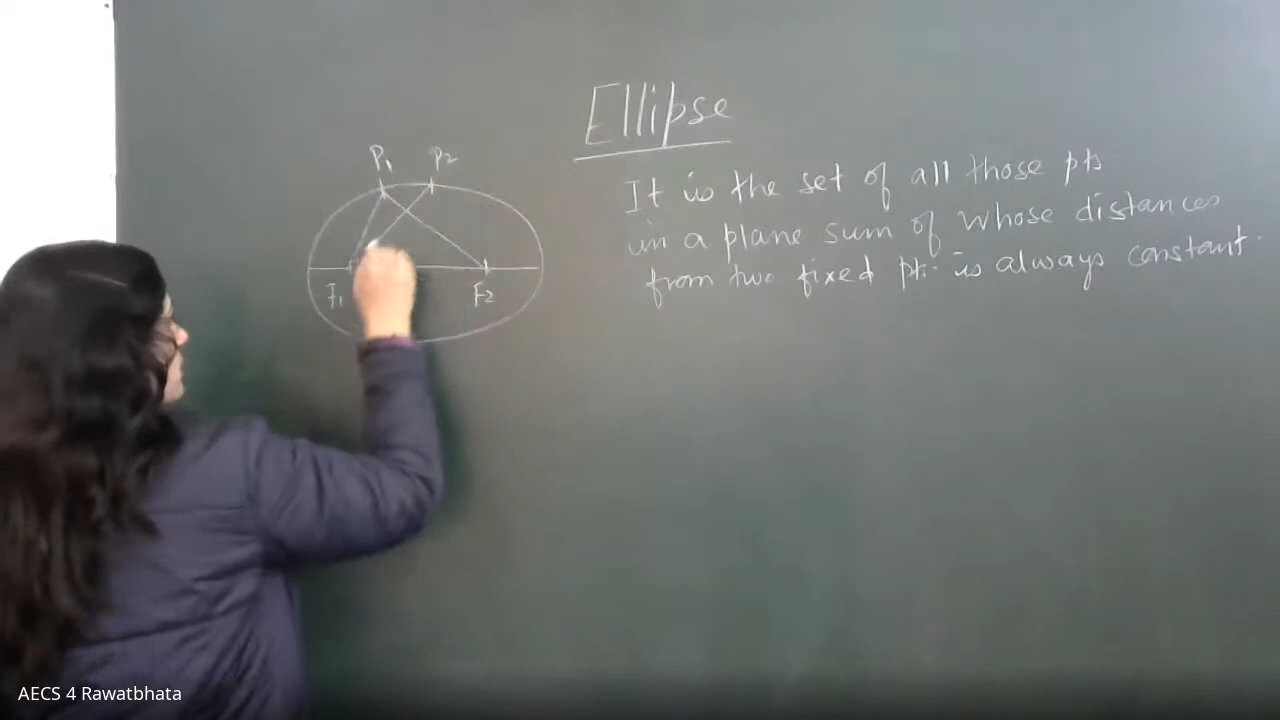 Ellipse
P1 P2
It is the set of all those pts
in a plane sum of whose distances
from two fixed pts. is always constant.
F1 F2
AECS 4 Rawatbhata